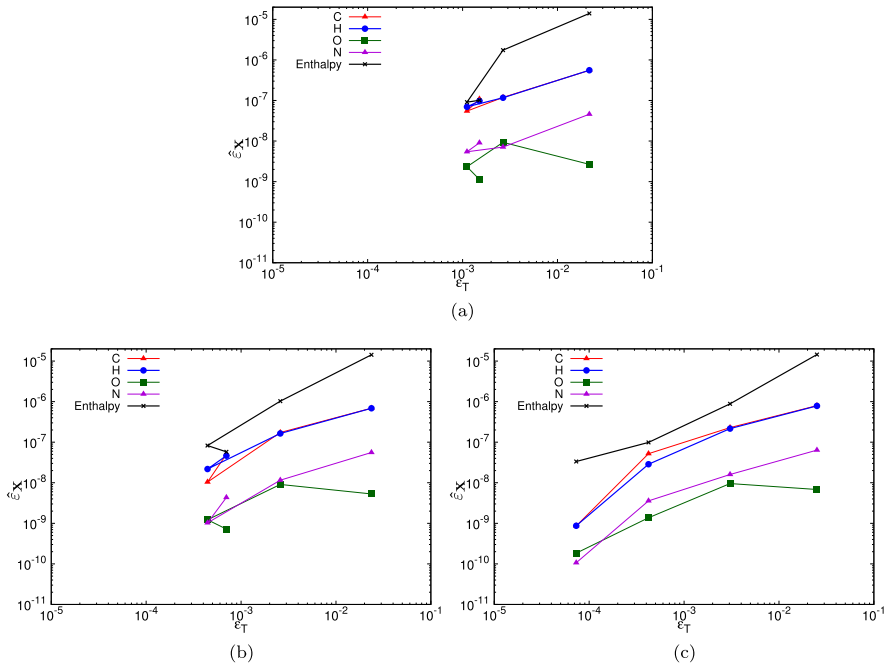 10⁻⁵
C
H
10⁻⁶
O
N
Enthalpy
10⁻⁷
10⁻⁸
ε̂X
10⁻⁹
10⁻¹⁰
10⁻¹¹
10⁻⁵ 10⁻⁴ 10⁻³ 10⁻² 10⁻¹
εT
(a)
10⁻⁵
C
H
O
N
10⁻⁶
Enthalpy
10⁻⁷
10⁻⁸
ε̂X
10⁻⁹
10⁻¹⁰
10⁻¹¹
10⁻⁵ 10⁻⁴ 10⁻³ 10⁻² 10⁻¹
εT
(b)
10⁻⁵
C
H
O
N
10⁻⁶
Enthalpy
10⁻⁷
10⁻⁸
ε̂X
10⁻⁹
10⁻¹⁰
10⁻¹¹
10⁻⁵ 10⁻⁴ 10⁻³ 10⁻² 10⁻¹
εT
(c)